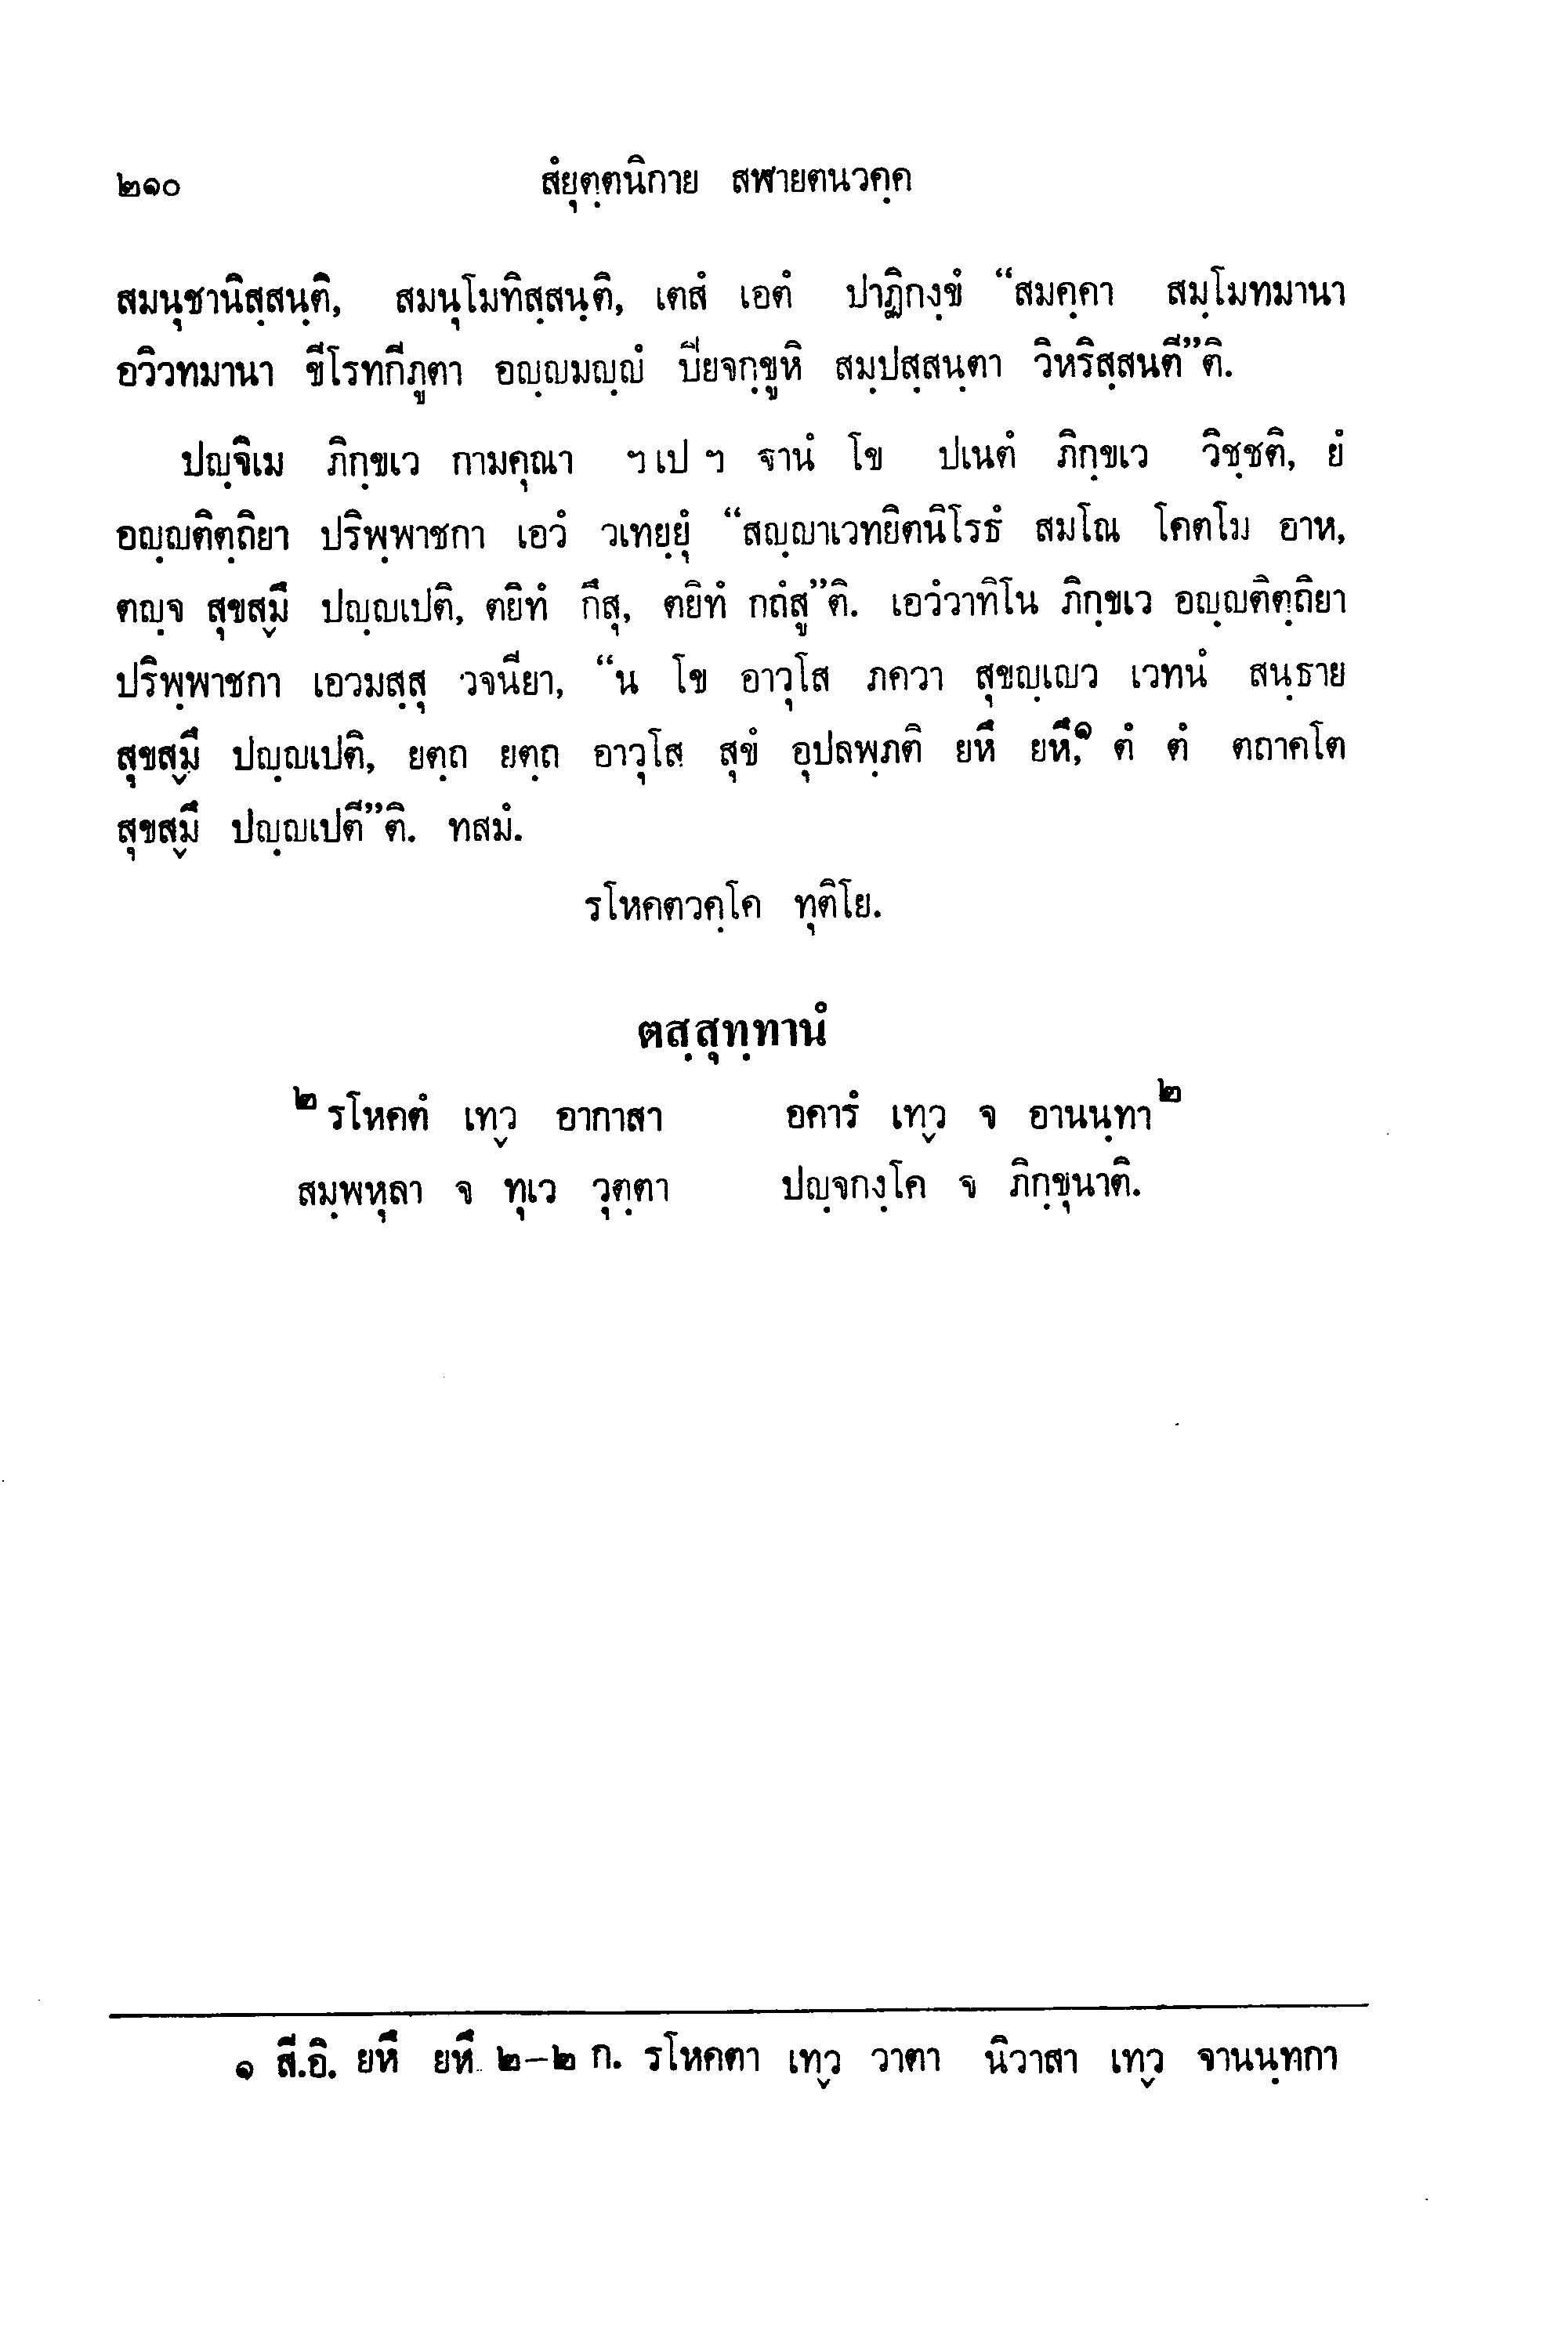 ๒๑๐ สํยุตฺตนิกาย สฬายตนวคฺค
สมนุชานิสฺสนฺติ, สมนุโมทิสฺสนฺติ, เตสํ เอตํ ปาฏิกงฺขํ “สมคฺคา สมฺโมทมานา
อวิวทมานา ขีโรทกีภูตา อญฺญมญฺญํ ปิยจกฺขูหิ สมฺปสฺสนฺตา วิหริสฺสนตี”ติ.
ปญฺจิเม ภิกฺขเว กามคุณา ฯ เป ฯ ฐานํ โข ปเนตํ ภิกฺขเว วิชฺชติ, ยํ
อญฺญติตฺถิยา ปริพฺพาชกา เอวํ วเทยฺยุํ “สญฺญาเวทยิตนิโรธํ สมโณ โคตโม อาห,
ตญฺจ สุขสฺมึ ปญฺญเปติ, ตยิทํ กึสุ, ตยิทํ กถํสู”ติ. เอวํวาทิโน ภิกฺขเว อญฺญติตฺถิยา
ปริพฺพาชกา เอวมสฺสุ วจนียา, “น โข อาวุโส ภควา สุขญฺเญว เวทนํ สนฺธาย
สุขสฺมึ ปญฺญเปติ, ยตฺถ ยตฺถ อาวุโส สุขํ อุปลพฺภติ ยหึ ยหึ,๑ ตํ ตํ ตถาคโต
สุขสฺมึ ปญฺญเปตี”ติ. ทสมํ.
รโหคตวคฺโค ทุติโย.
ตสฺสุทฺทานํ
๒ รโหคตํ เทฺว อากาสา อคารํ เทฺว จ อานนฺทา๒
สมฺพหุลา จ ทุเว วุตฺตา ปญฺจกงฺโค จ ภิกฺขุนาติ.
๑ สี.อิ. ยหึ ยหึ ๒–๒ ก. รโหคตา เทฺว วาตา นิวาสา เทฺว จานนฺทกา